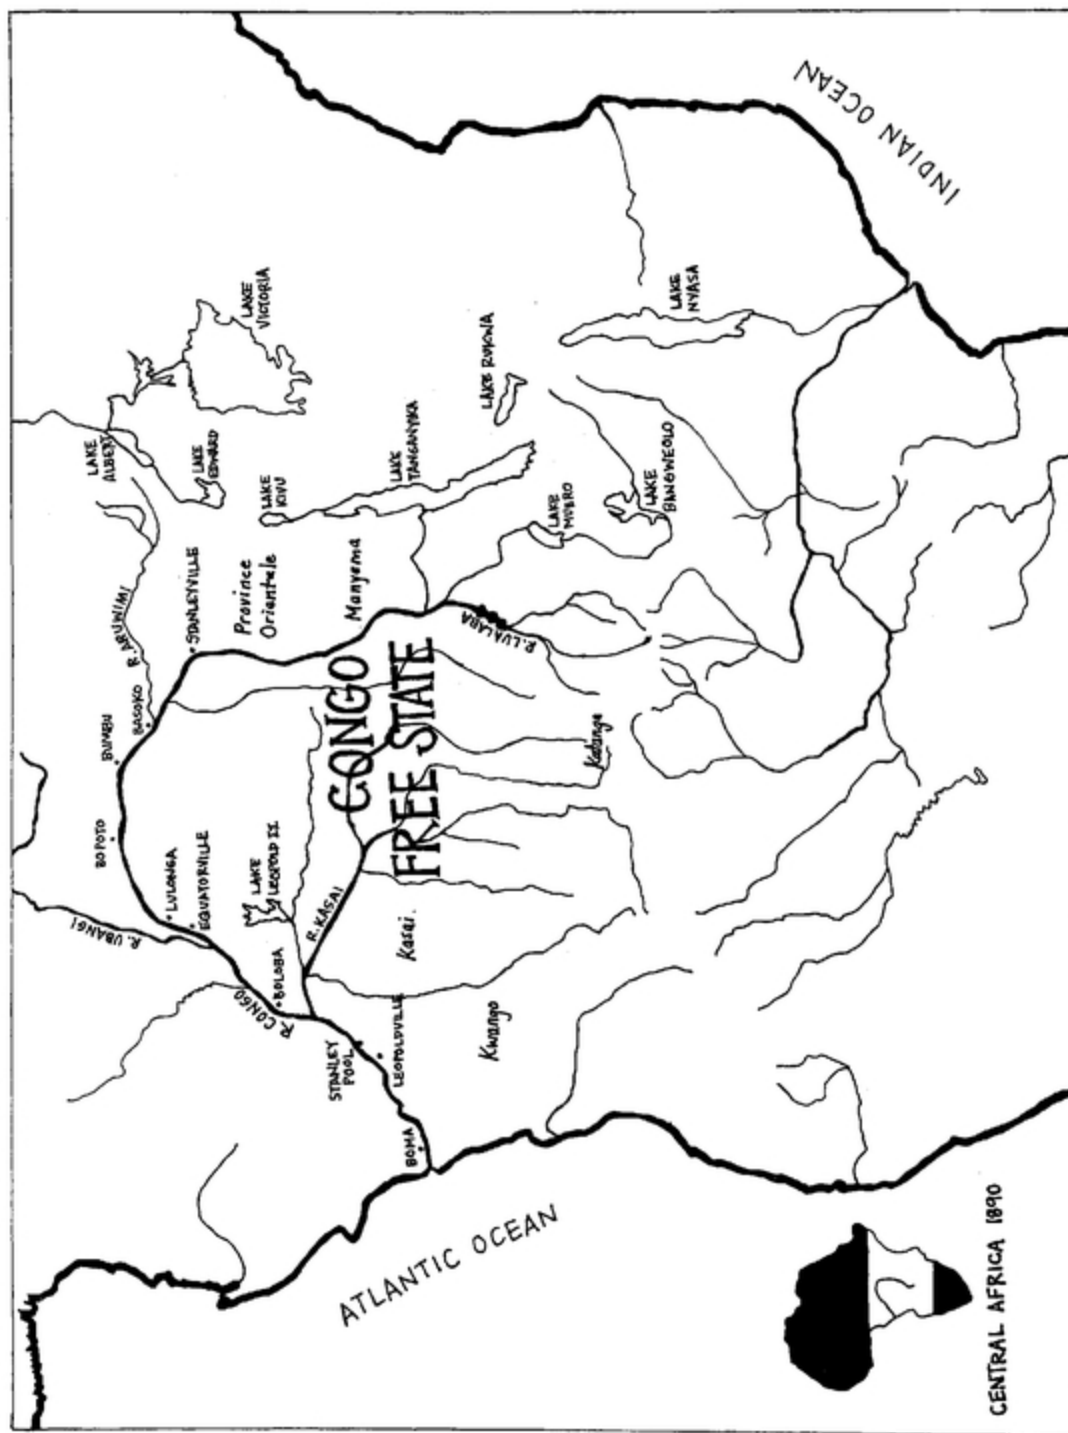 R. UBANGI
BOPOTO
BUMBU
LAKE
ALBERT
R. ARUWIMI
BASOKO
LULONGA
EQUATORVILLE
STANLEYVILLE
LAKE
EDWARD
LAKE
VICTORIA
R. CONGO
BOLOBA
LAKE
LEOPOLD II.
Province
Orientale
LAKE
KIVU
R. KASAI
STANLEY
POOL
CONGO
FREE STATE
Manyema
LEOPOLDVILLE
Kasai.
LAKE
TANGANYIKA
BOMA
R. LUALABA
Kwango
LAKE RUKWA
ATLANTIC OCEAN
LAKE
MWERO
Katanga
LAKE
BANGWEOLO
LAKE
NYASA
INDIAN OCEAN
CENTRAL AFRICA 1890